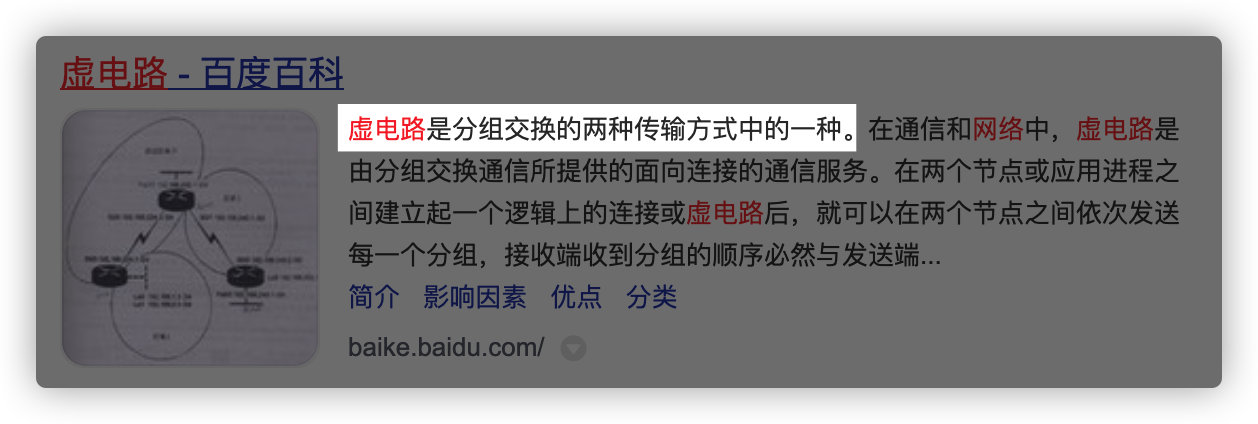 虚电路 - 百度百科
虚电路是分组交换的两种传输方式中的一种。在通信和网络中，虚电路是
由分组交换通信所提供的面向连接的通信服务。在两个节点或应用进程之
间建立起一个逻辑上的连接或虚电路后，就可以在两个节点之间依次发送
每一个分组，接收端收到分组的顺序必然与发送端...
简介 影响因素 优点 分类
baike.baidu.com/